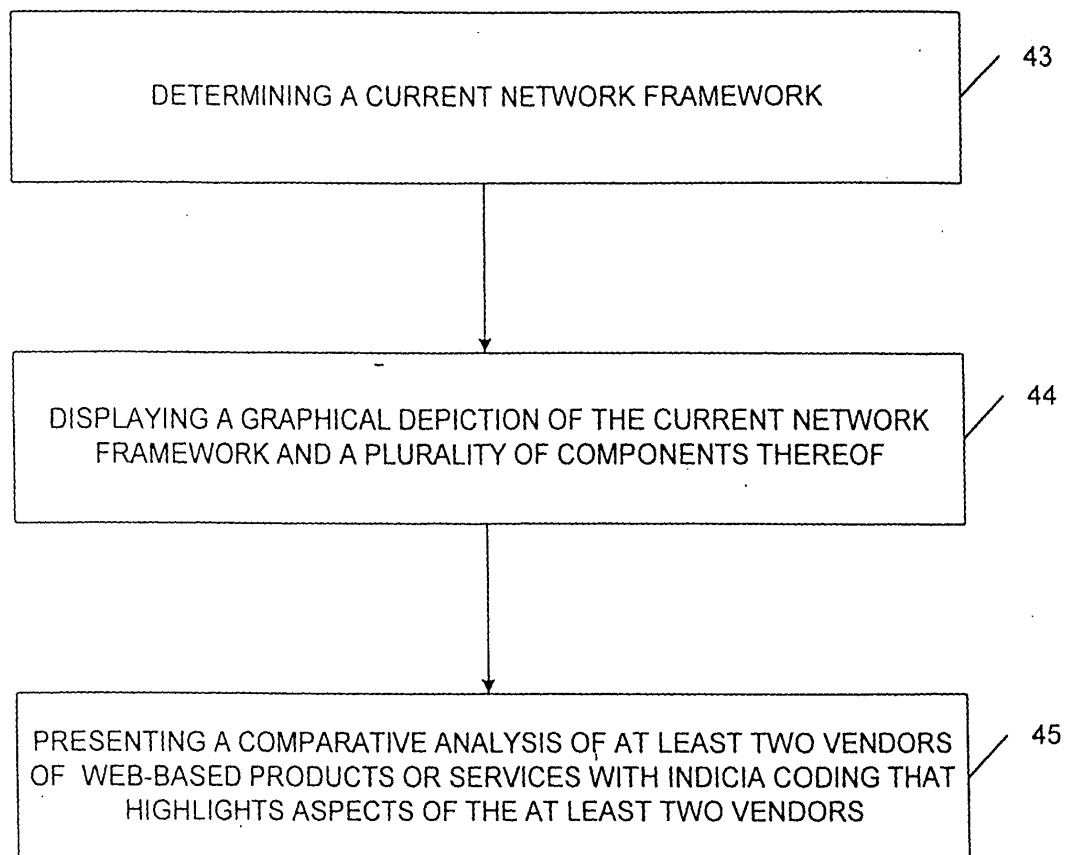 DETERMINING A CURRENT NETWORK FRAMEWORK
43
DISPLAYING A GRAPHICAL DEPICTION OF THE CURRENT NETWORK
FRAMEWORK AND A PLURALITY OF COMPONENTS THEREOF
44
PRESENTING A COMPARATIVE ANALYSIS OF AT LEAST TWO VENDORS
OF WEB-BASED PRODUCTS OR SERVICES WITH INDICIA CODING THAT
HIGHLIGHTS ASPECTS OF THE AT LEAST TWO VENDORS
45